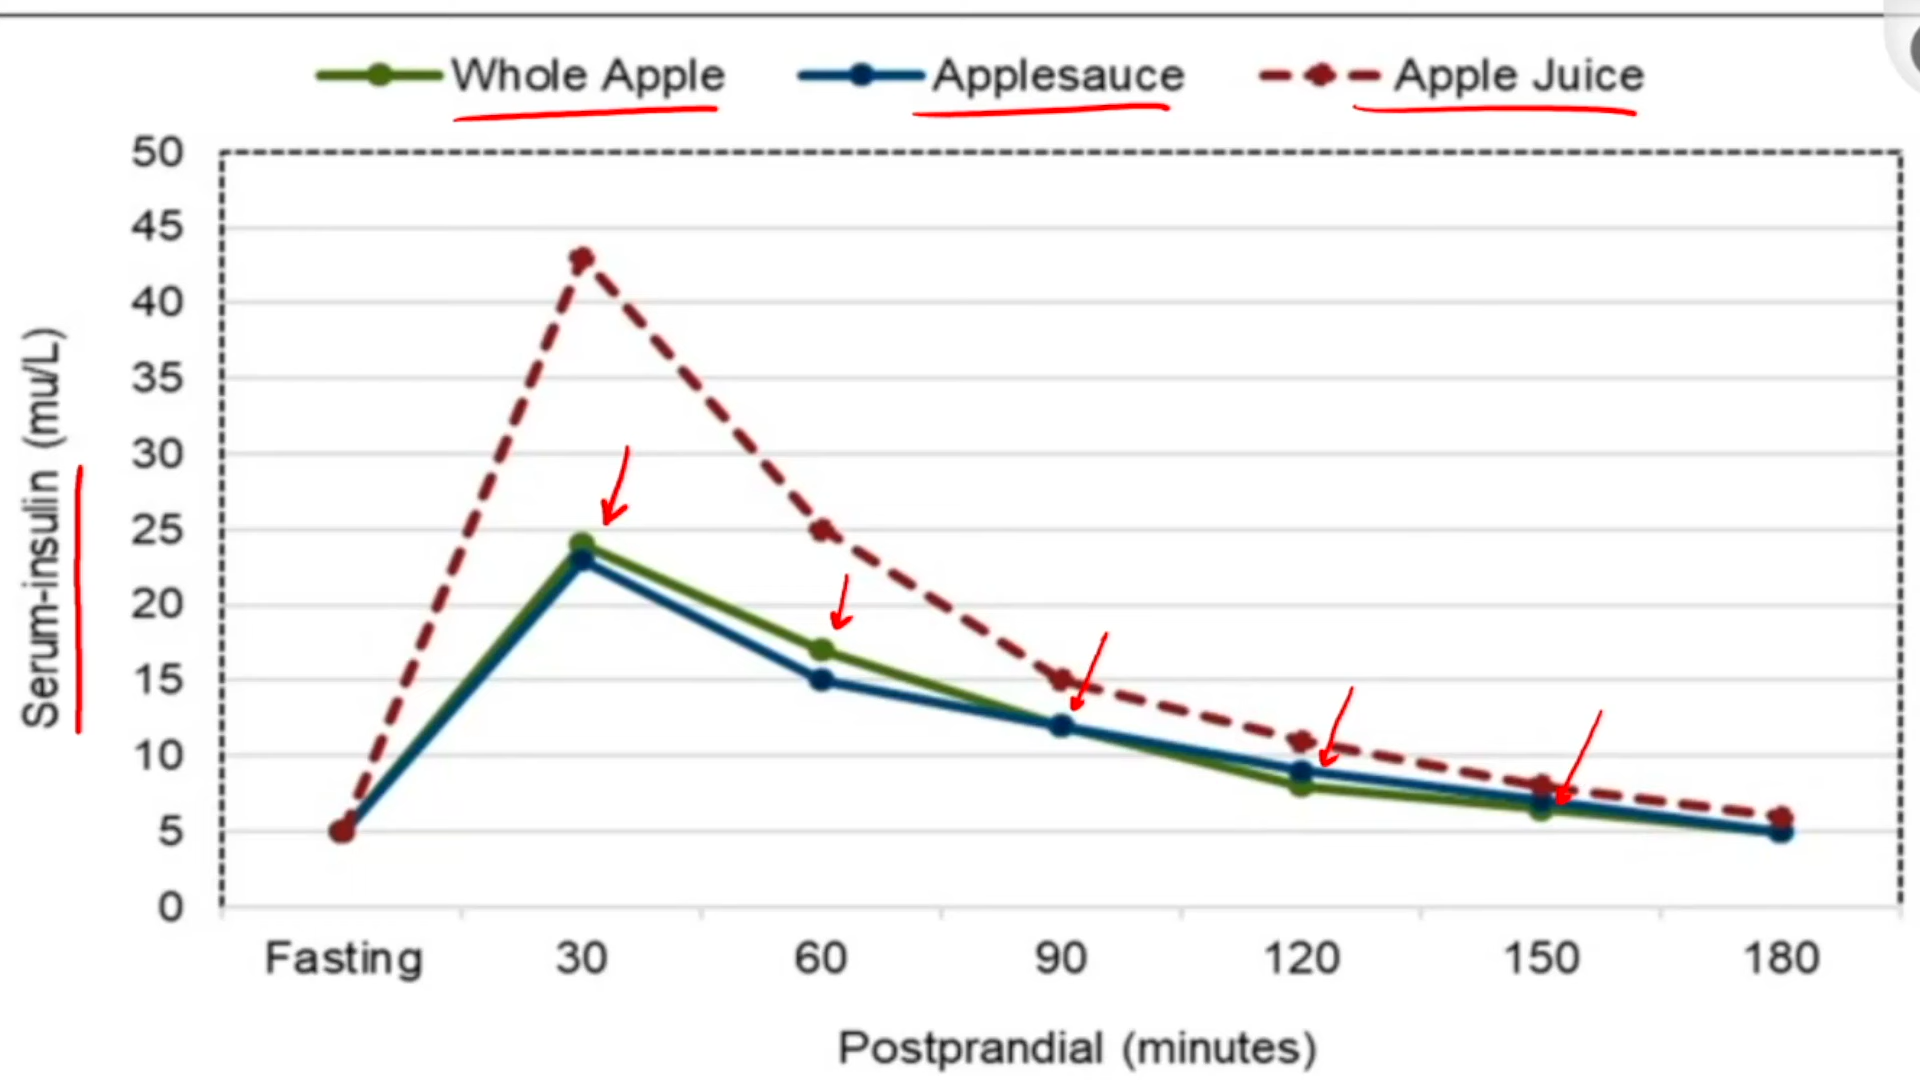 Whole Apple Applesauce Apple Juice
50
45
40
35
30
25
20
15
10
5
0
Serum-insulin (mu/L)
Fasting 30 60 90 120 150 180
Postprandial (minutes)